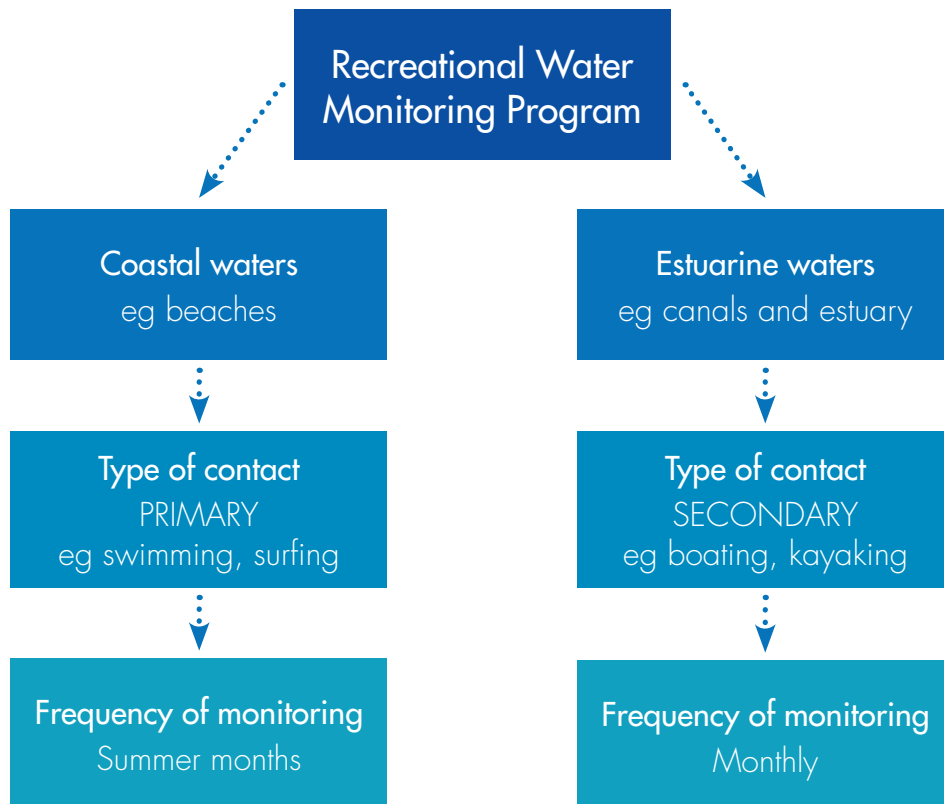 Recreational Water
Monitoring Program
Coastal waters
eg beaches
Estuarine waters
eg canals and estuary
Type of contact
PRIMARY
eg swimming, surfing
Type of contact
SECONDARY
eg boating, kayaking
Frequency of monitoring
Summer months
Frequency of monitoring
Monthly